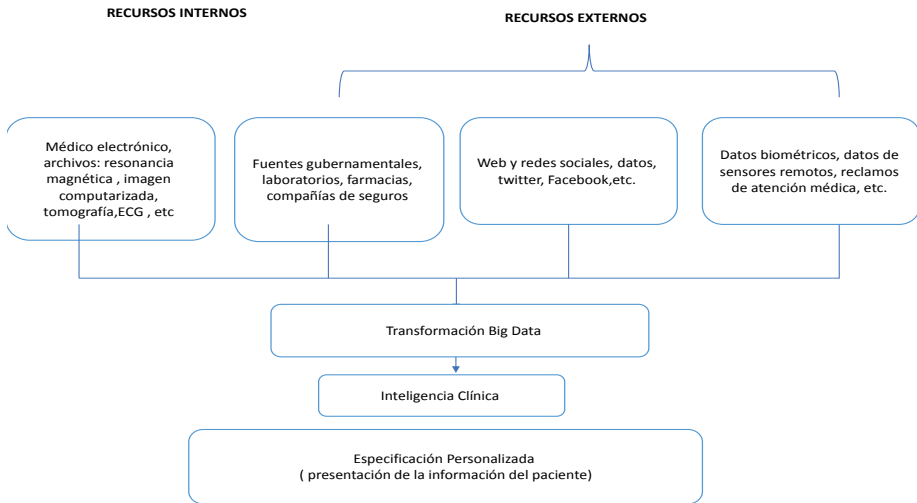 RECURSOS INTERNOS
RECURSOS EXTERNOS
Médico electrónico,
archivos: resonancia
magnética , imagen
computarizada,
tomografía,ECG , etc
Fuentes gubernamentales,
laboratorios, farmacias,
compañías de seguros
Web y redes sociales, datos,
twitter, Facebook,etc.
Datos biométricos, datos de
sensores remotos, reclamos
de atención médica, etc.
Transformación Big Data
Inteligencia Clínica
Especificación Personalizada
( presentación de la información del paciente)